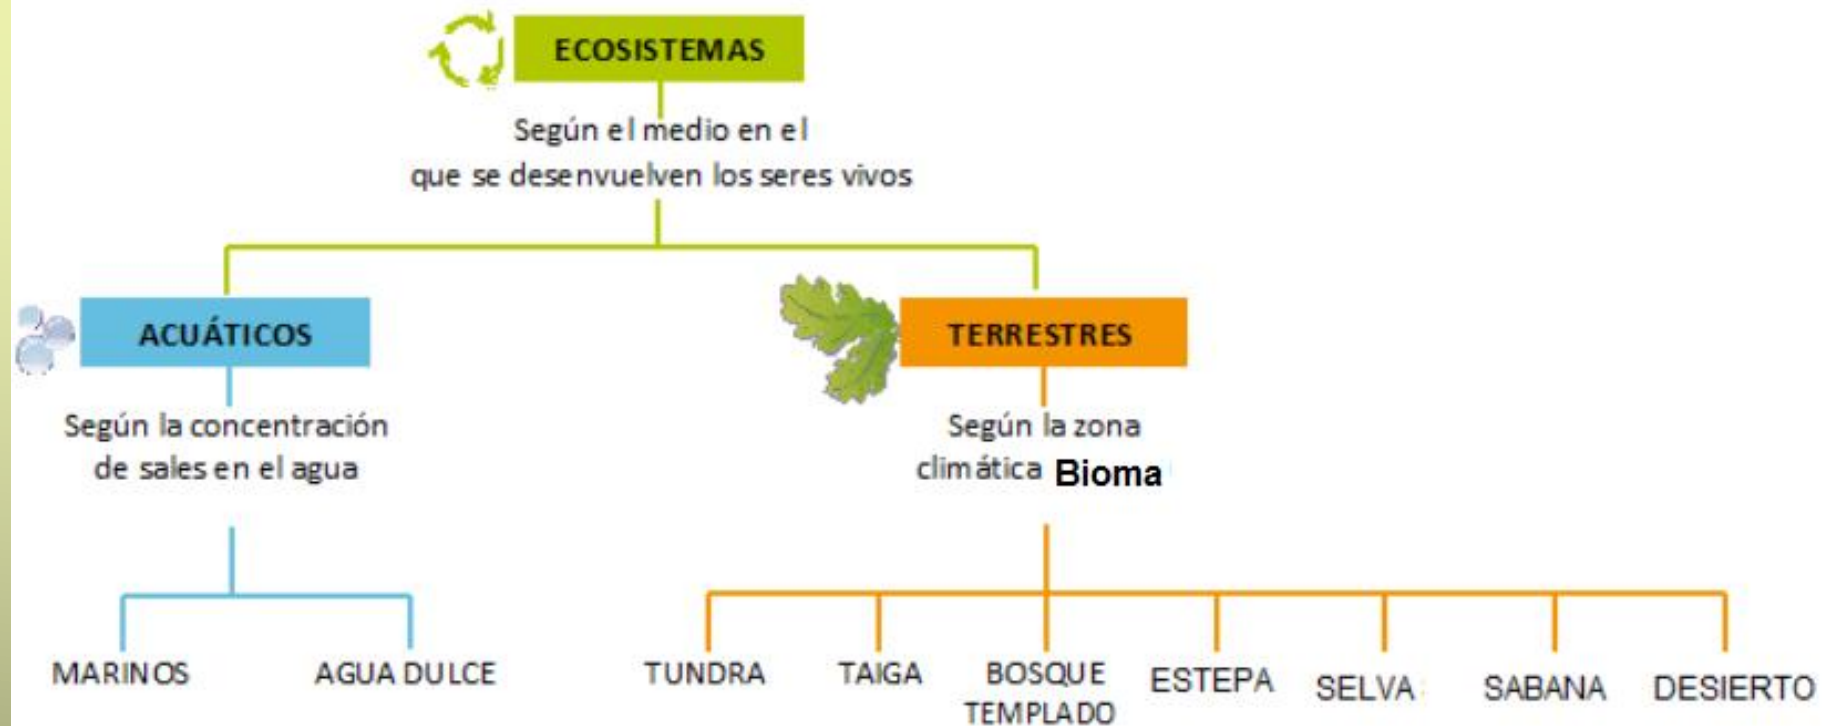 ECOSISTEMAS
Según el medio en el
que se desenvuelven los seres vivos
ACUÁTICOS
TERRESTRES
Según la concentración
de sales en el agua
Según la zona
climática Bioma
MARINOS
AGUA DULCE
TUNDRA
TAIGA
BOSQUE
TEMPLADO
ESTEPA
SELVA
SABANA
DESIERTO